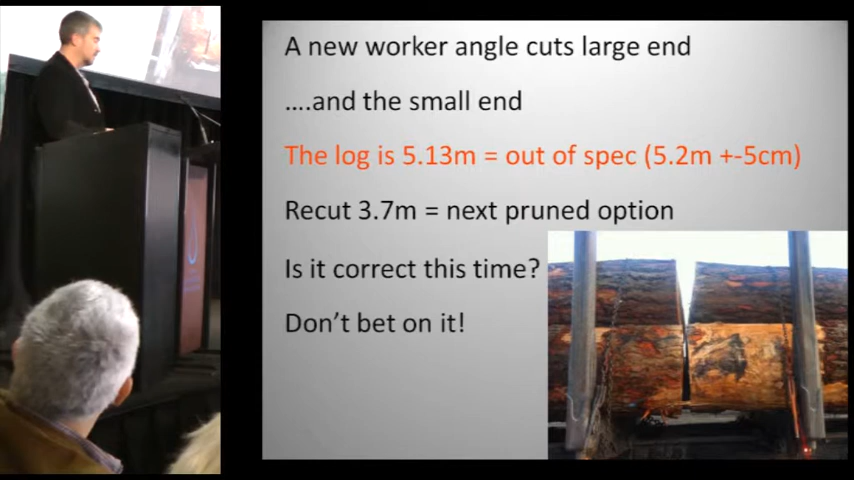 A new worker angle cuts large end
….and the small end
The log is 5.13m = out of spec (5.2m +-5cm)
Recut 3.7m = next pruned option
Is it correct this time?
Don't bet on it!